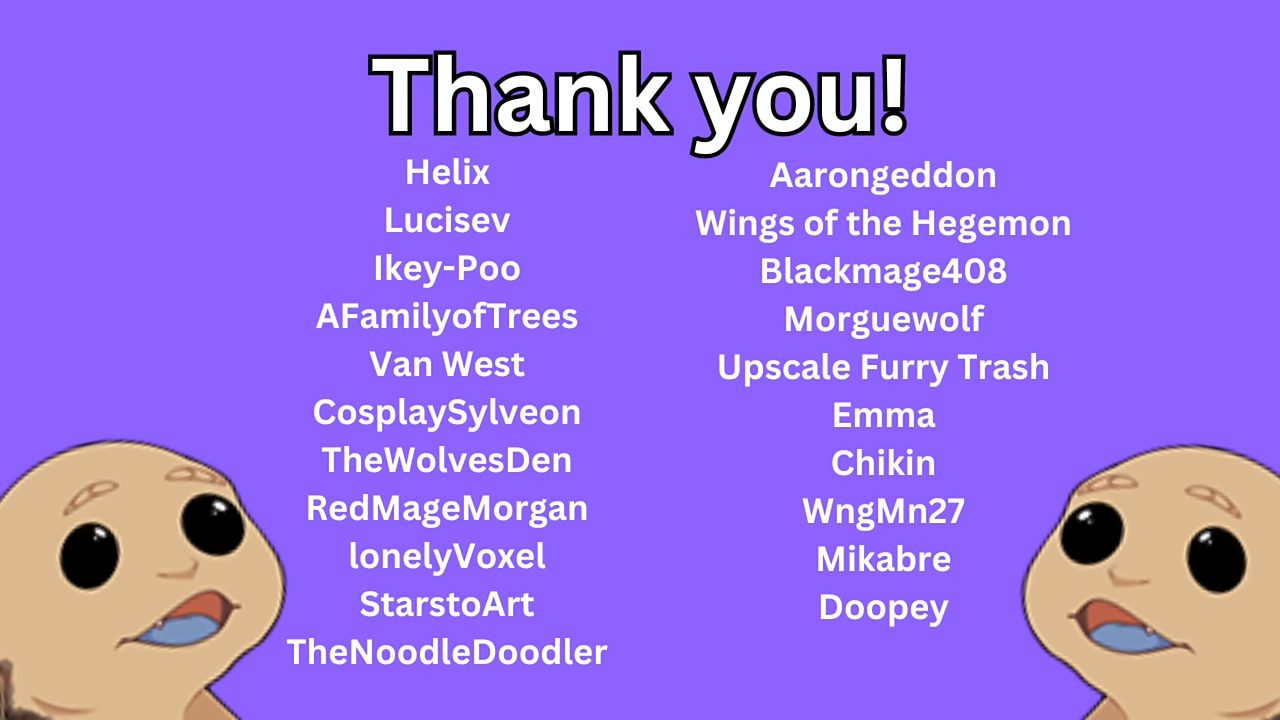 Thank you!
Helix
Lucisev
Ikey-Poo
AFamilyofTrees
Van West
CosplaySylveon
TheWolvesDen
RedMageMorgan
lonelyVoxel
StarstoArt
TheNoodleDoodler
Aarongeddon
Wings of the Hegemon
Blackmage408
Morguewolf
Upscale Furry Trash
Emma
Chikin
WngMn27
Mikabre
Doopey